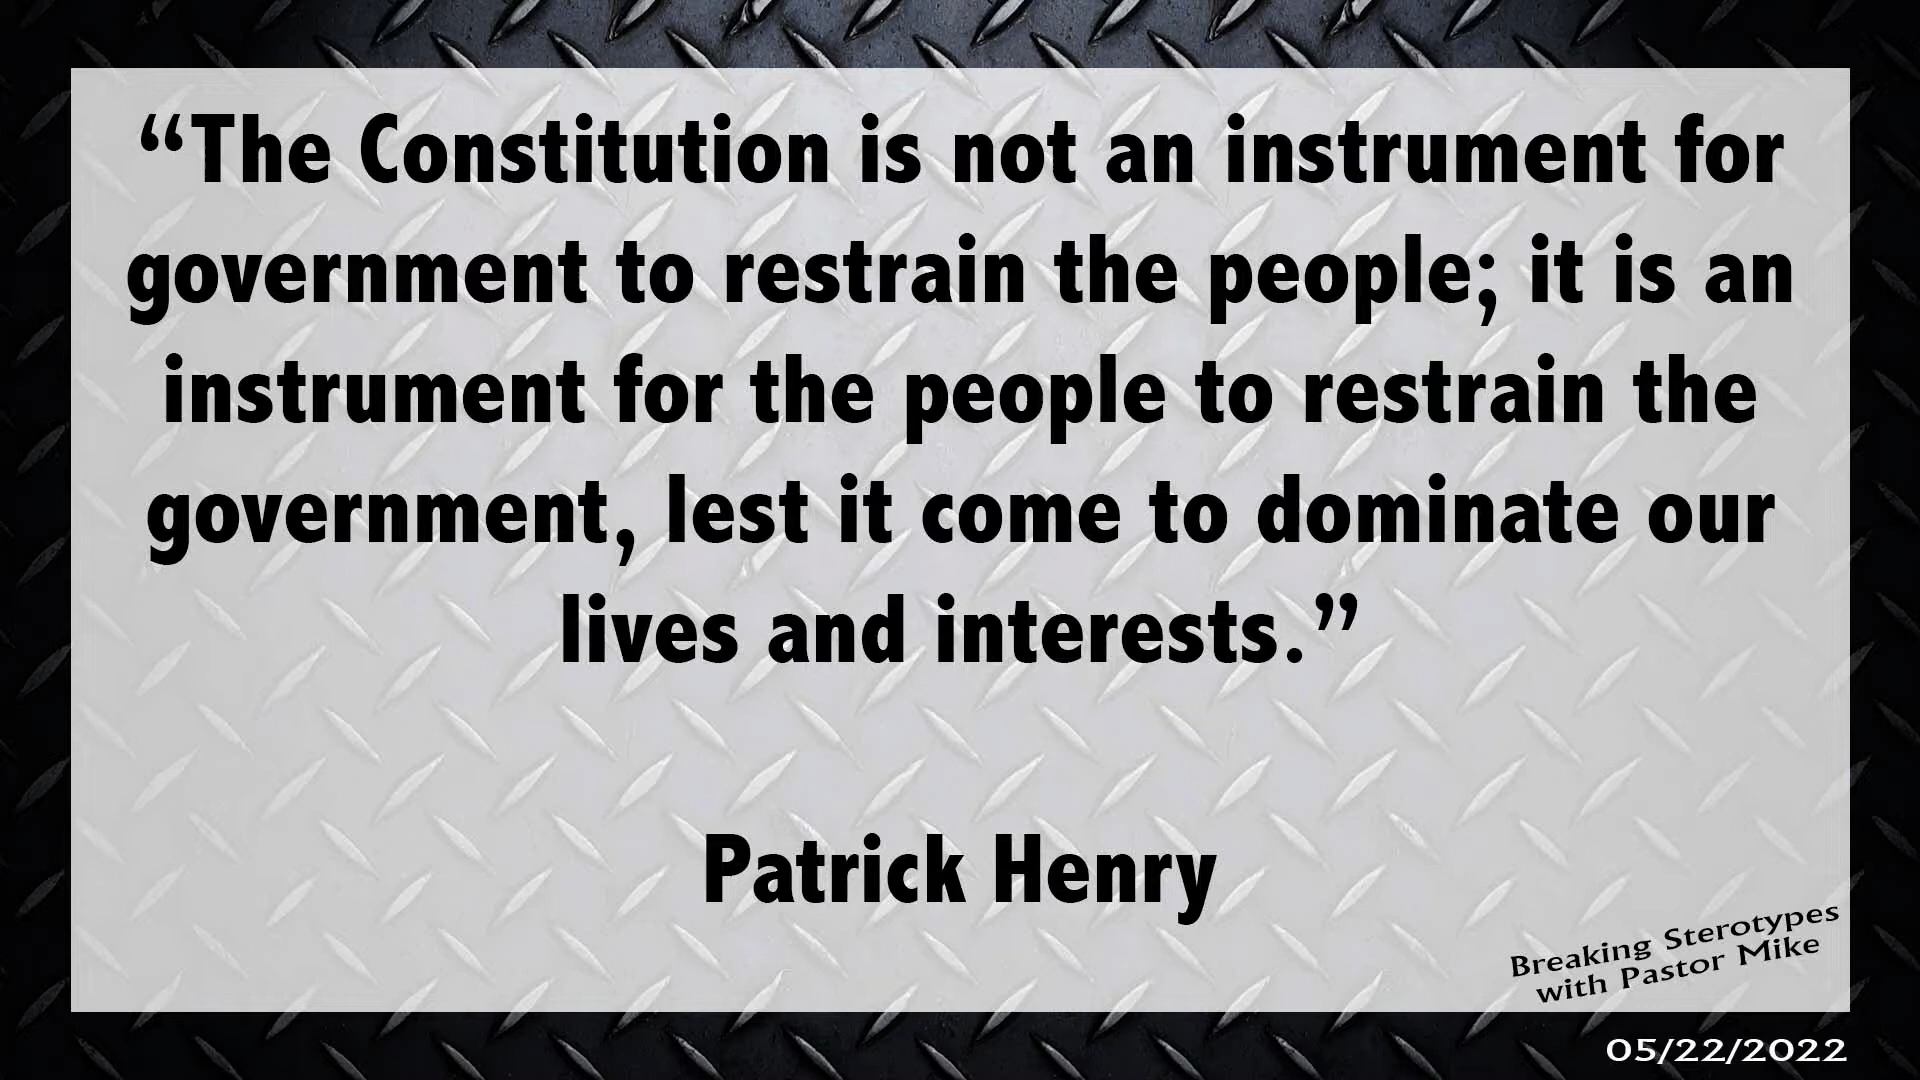 “The Constitution is not an instrument for
government to restrain the people; it is an
instrument for the people to restrain the
government, lest it come to dominate our
lives and interests.”
Patrick Henry
Breaking Sterotypes
with Pastor Mike
05/22/2022